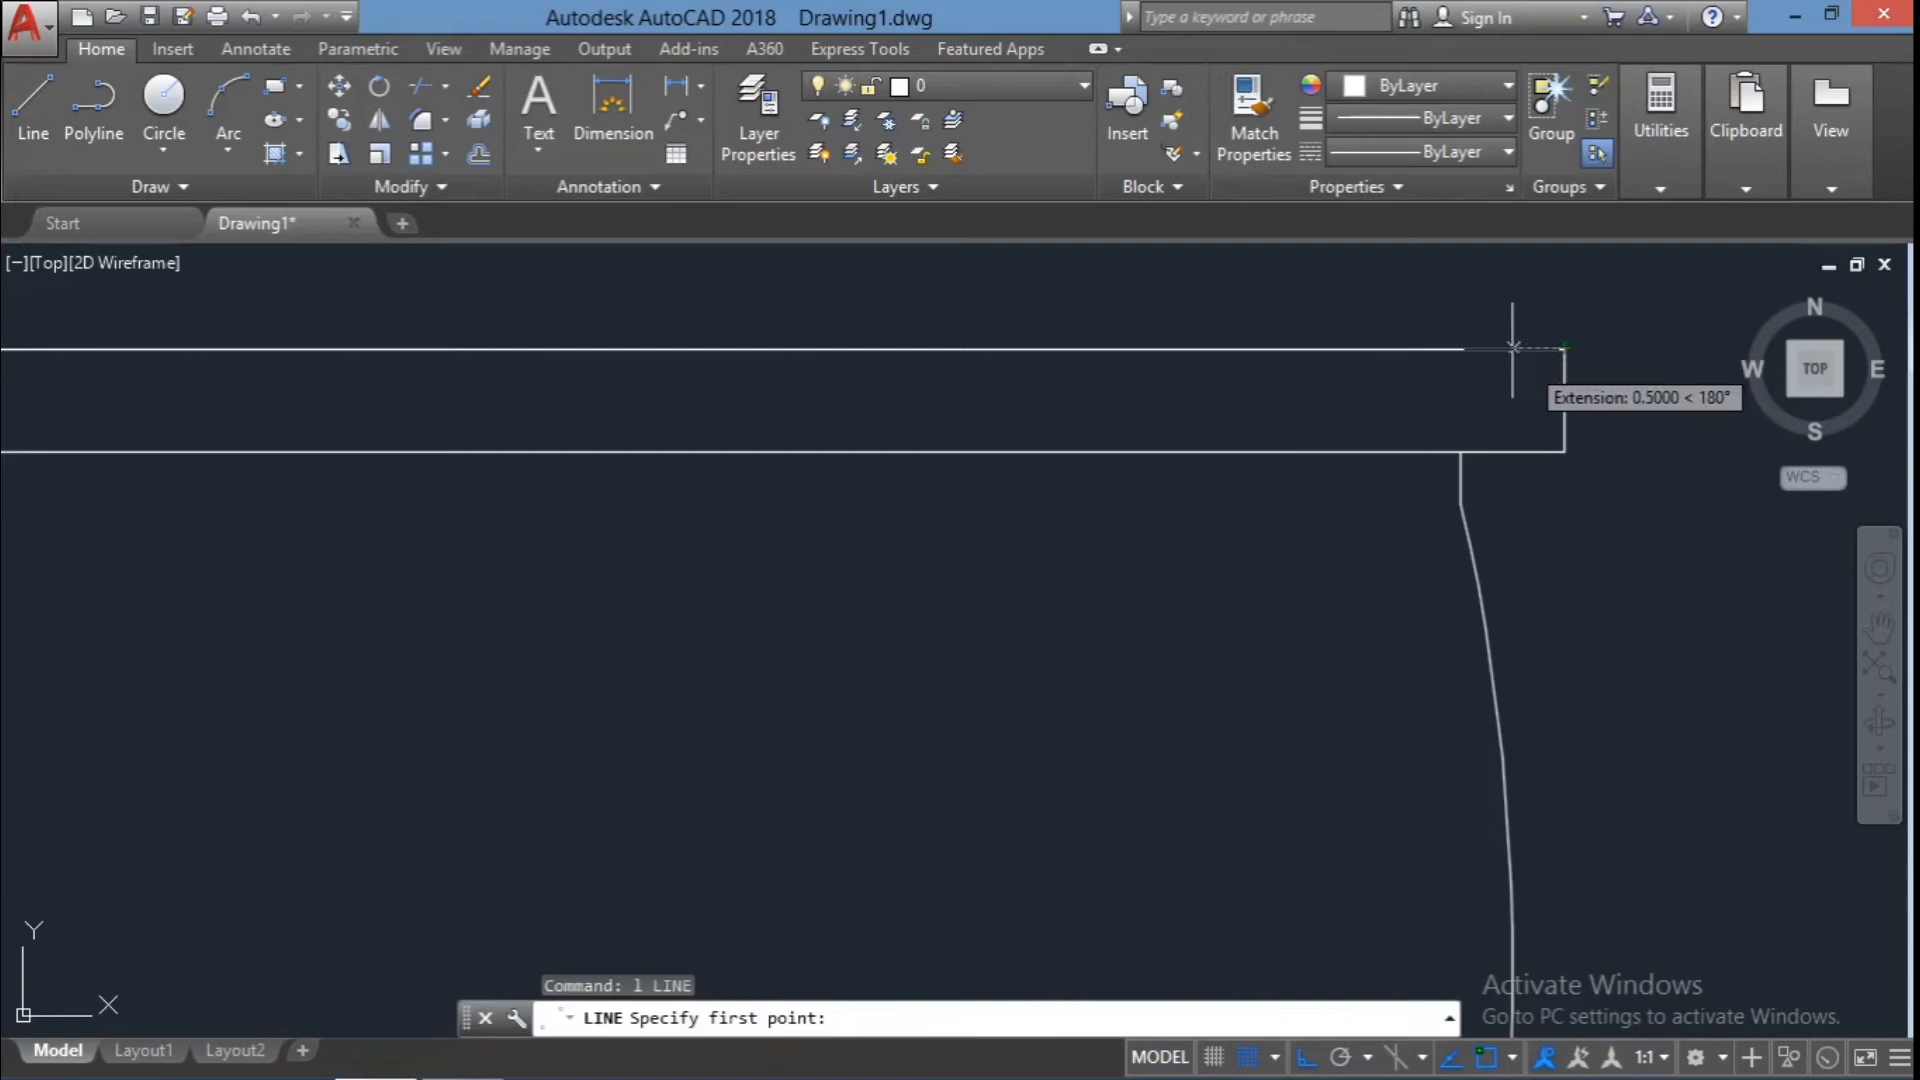 Autodesk AutoCAD 2018 Drawing1.dwg
Type a keyword or phrase
Sign In
Home Insert Annotate Parametric View Manage Output Add-ins A360 Express Tools Featured Apps
0
ByLayer
ByLayer
ByLayer
Line Polyline Circle Arc
Text Dimension
Layer Properties
Insert
Match Properties
Group
Utilities
Clipboard
View
Draw
Modify
Annotation
Layers
Block
Properties
Groups
Start
Drawing1*
[−][Top][2D Wireframe]
N
W TOP E
S
WCS
Extension: 0.5000 < 180°
Y
X
Activate Windows
Go to PC settings to activate Windows.
Command: l LINE
LINE Specify first point:
Model Layout1 Layout2
MODEL
1:1